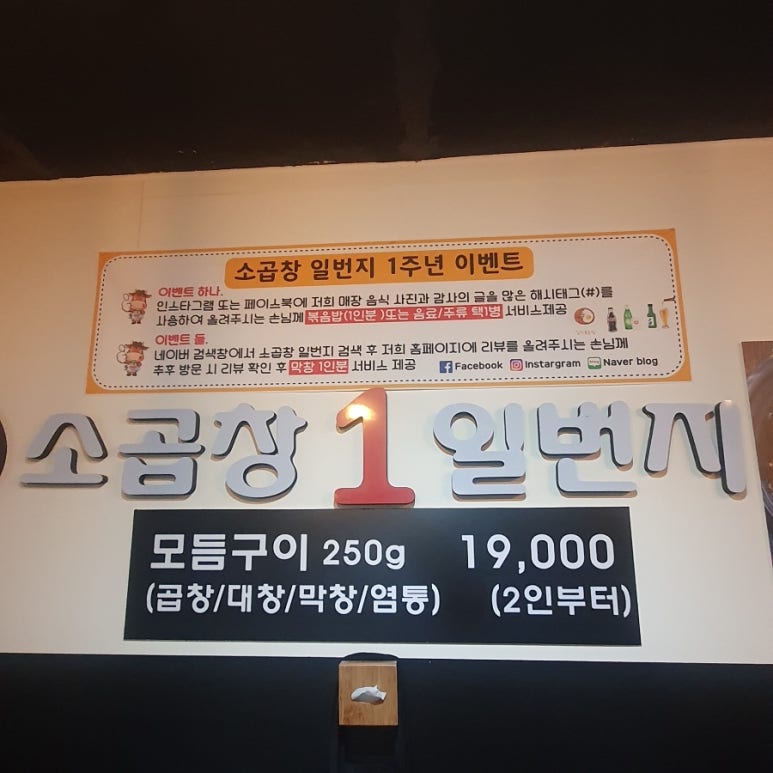 소곱창 일번지 1주년 이벤트
이벤트 하나.
인스타그램 또는 페이스북에 저희 매장 음식 사진과 감사의 글을 많은 해시태그(#)를
사용하여 올려주시는 손님께 볶음밥(1인분 )또는 음료/주류 택1병 서비스제공
이벤트 둘.
네이버 검색창에서 소곱창 일번지 검색 후 저희 홈페이지에 리뷰를 올려주시는 손님께
추후 방문 시 리뷰 확인 후 막창 1인분 서비스 제공
Facebook Instargram Naver blog
소곱창 1 일번지
모듬구이 250g 19,000
(곱창/대창/막창/염통) (2인부터)